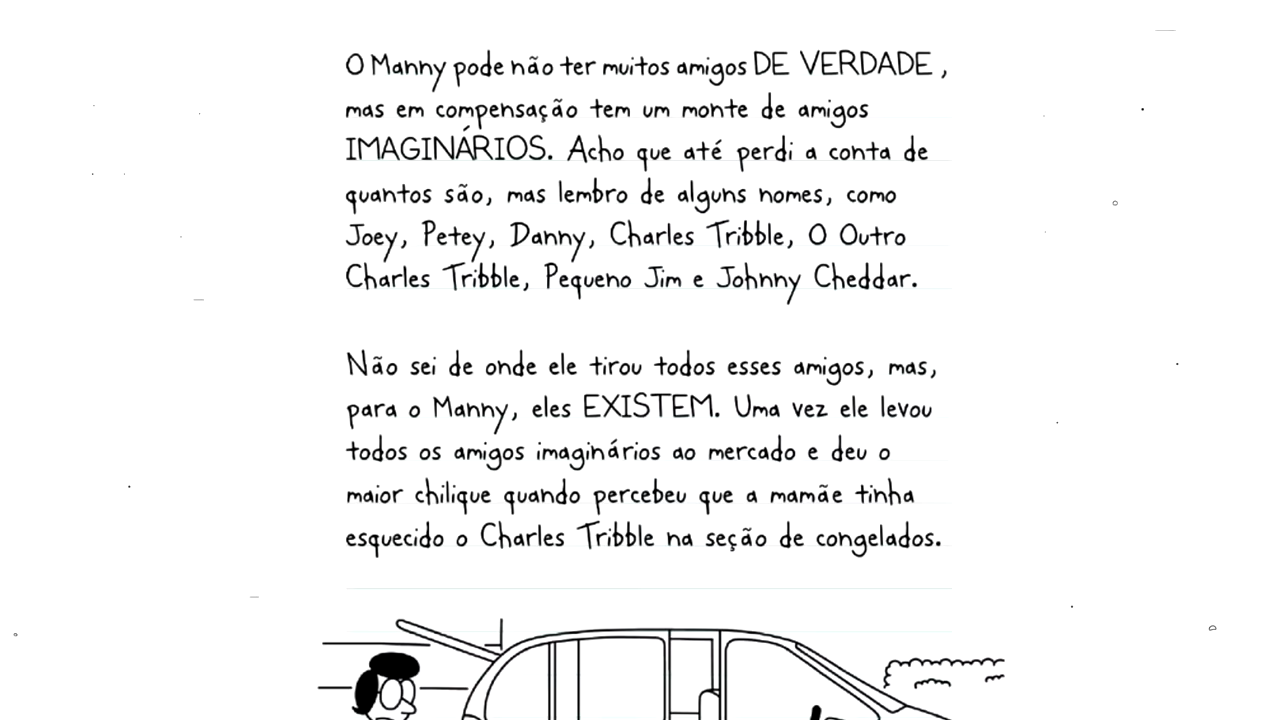 O Manny pode não ter muitos amigos DE VERDADE,
mas em compensação tem um monte de amigos
IMAGINÁRIOS. Acho que até perdi a conta de
quantos são, mas lembro de alguns nomes, como
Joey, Petey, Danny, Charles Tribble, O Outro
Charles Tribble, Pequeno Jim e Johnny Cheddar.
Não sei de onde ele tirou todos esses amigos, mas,
para o Manny, eles EXISTEM. Uma vez ele levou
todos os amigos imaginários ao mercado e deu o
maior chilique quando percebeu que a mamãe tinha
esquecido o Charles Tribble na seção de congelados.